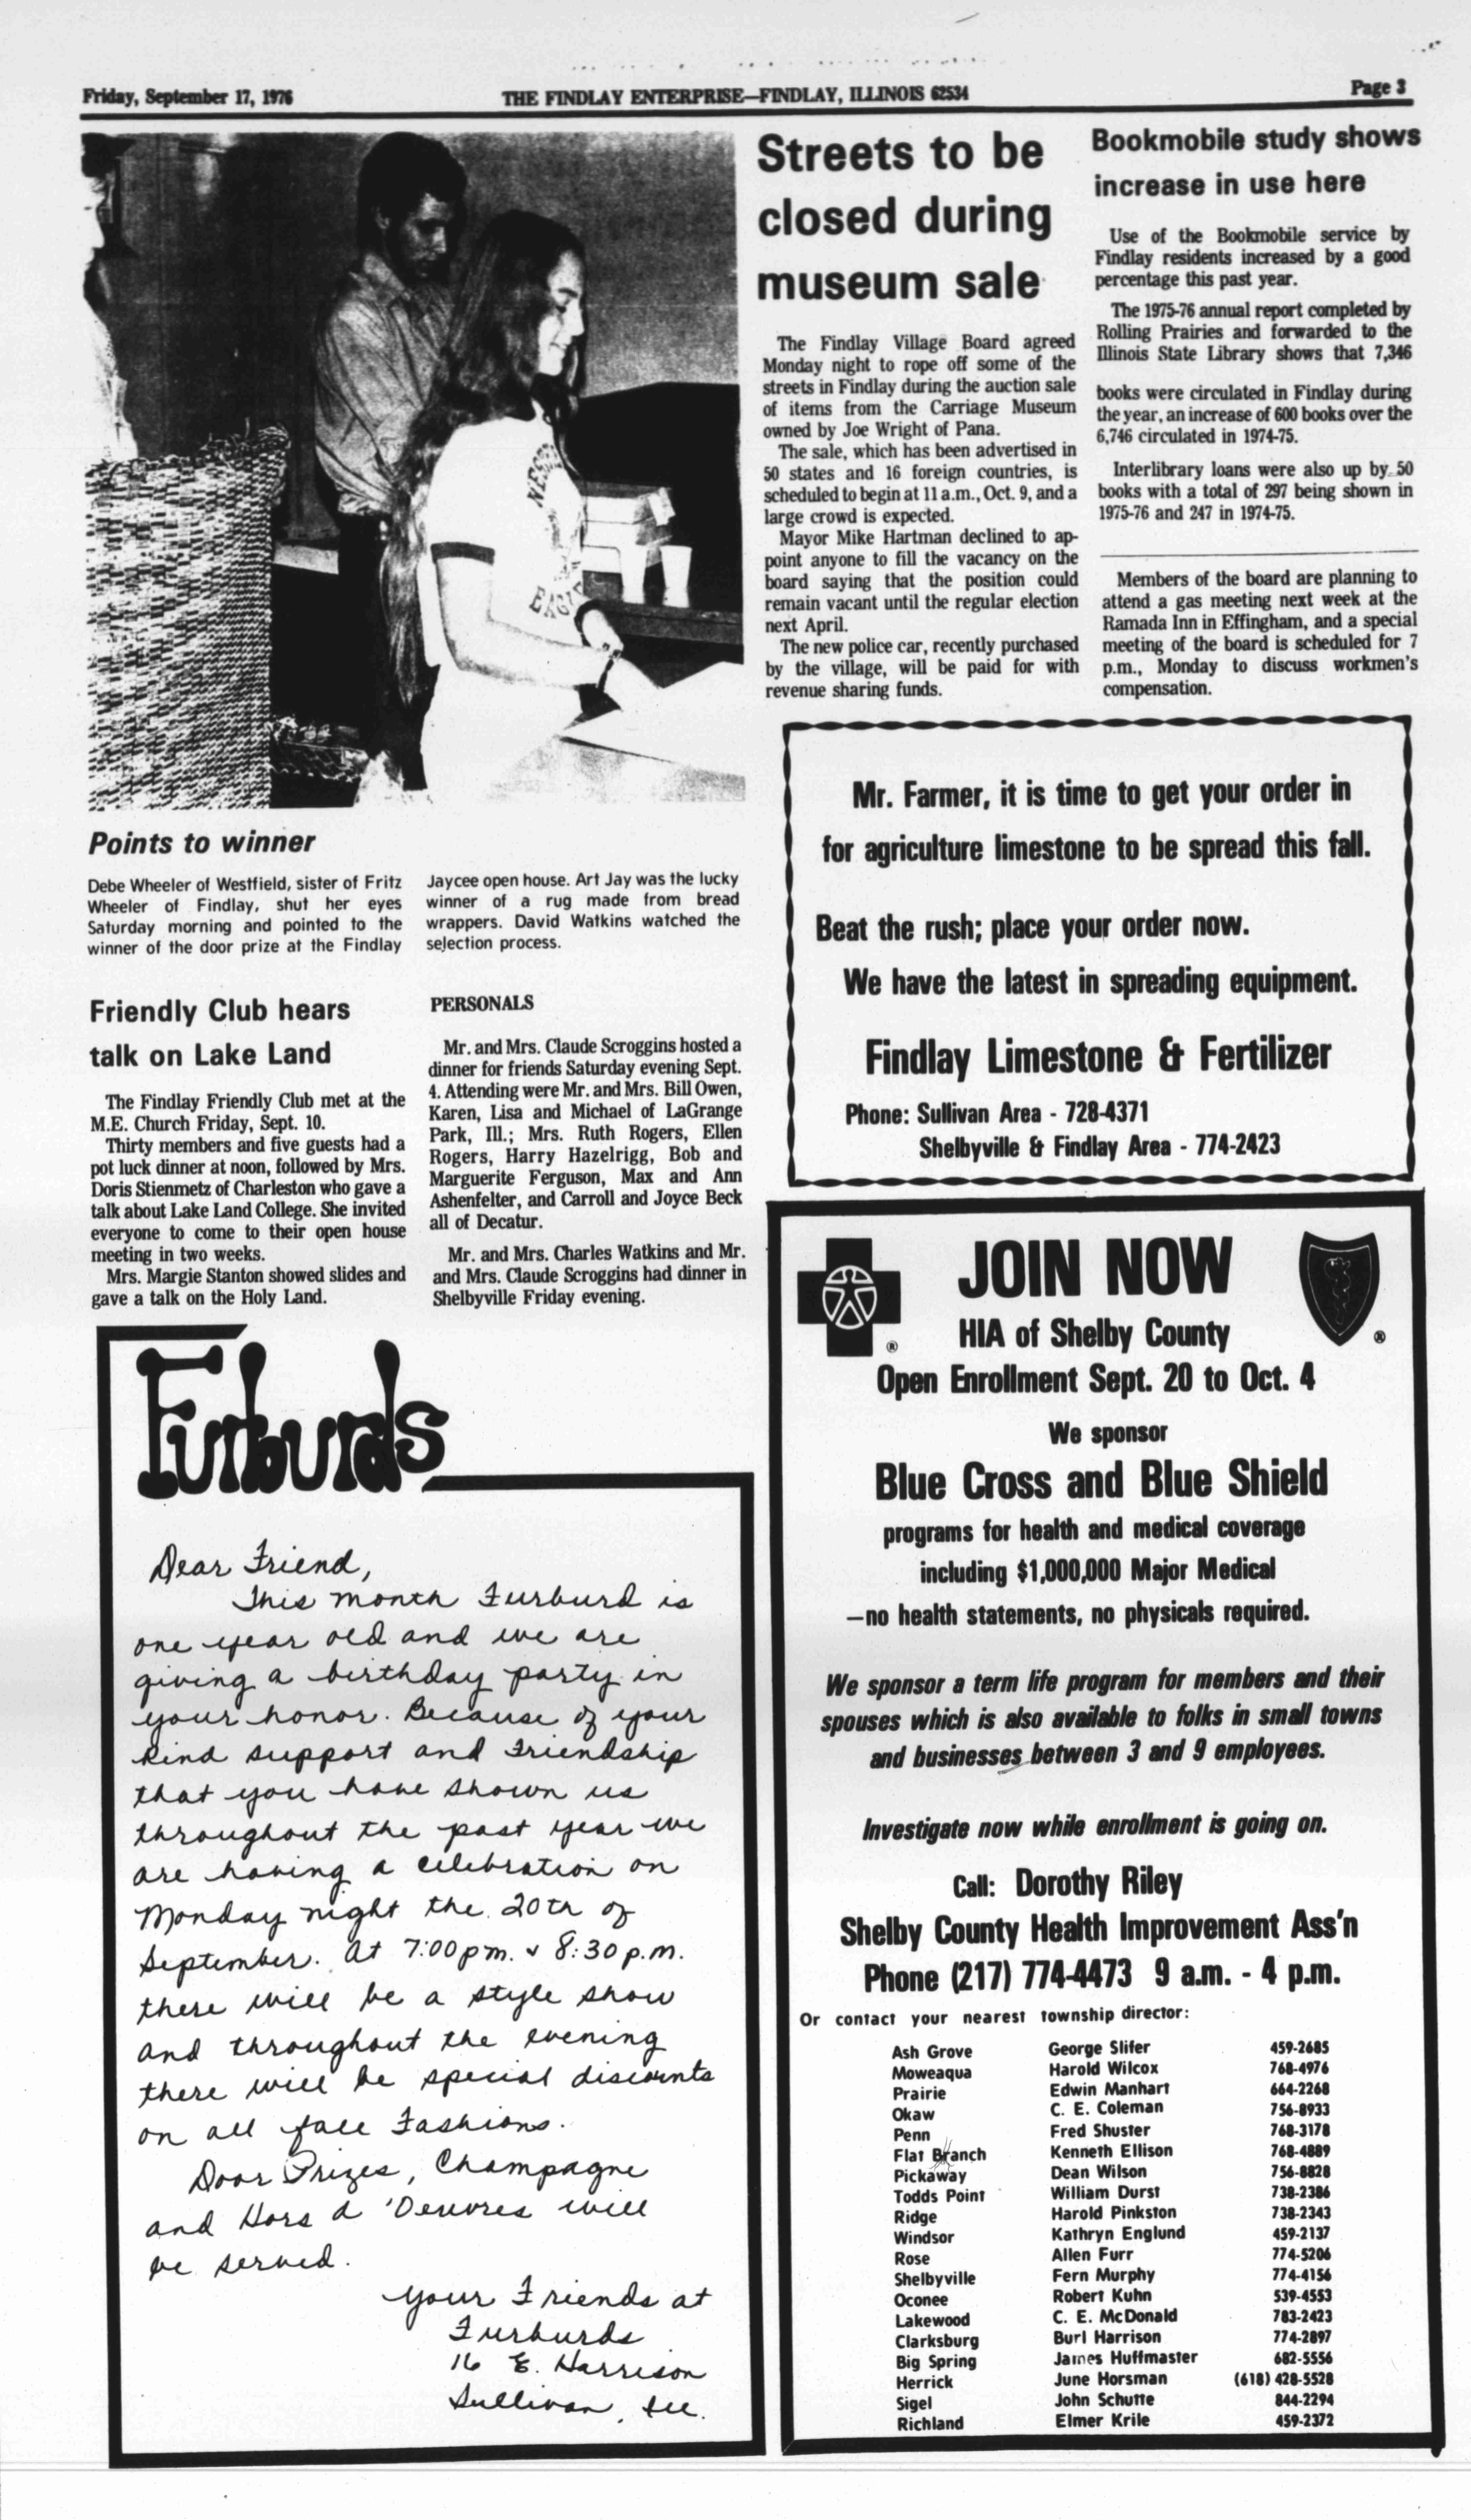 Friday, September 17, 1976
THE FINDLAY ENTERPRISE—FINDLAY, ILLINOIS 62534
Page 3
WEST
EAGLE
Points to winner
Debe Wheeler of Westfield, sister of Fritz
Wheeler of Findlay, shut her eyes
Saturday morning and pointed to the
winner of the door prize at the Findlay
Jaycee open house. Art Jay was the lucky
winner of a rug made from bread
wrappers. David Watkins watched the
selection process.
Friendly Club hears
talk on Lake Land
The Findlay Friendly Club met at the
M.E. Church Friday, Sept. 10.
Thirty members and five guests had a
pot luck dinner at noon, followed by Mrs.
Doris Stienmetz of Charleston who gave a
talk about Lake Land College. She invited
everyone to come to their open house
meeting in two weeks.
Mrs. Margie Stanton showed slides and
gave a talk on the Holy Land.
PERSONALS
Mr. and Mrs. Claude Scroggins hosted a
dinner for friends Saturday evening Sept.
4. Attending were Mr. and Mrs. Bill Owen,
Karen, Lisa and Michael of LaGrange
Park, Ill.; Mrs. Ruth Rogers, Ellen
Rogers, Harry Hazelrigg, Bob and
Marguerite Ferguson, Max and Ann
Ashenfelter, and Carroll and Joyce Beck
all of Decatur.
Mr. and Mrs. Charles Watkins and Mr.
and Mrs. Claude Scroggins had dinner in
Shelbyville Friday evening.
Streets to be
closed during
museum sale
The Findlay Village Board agreed
Monday night to rope off some of the
streets in Findlay during the auction sale
of items from the Carriage Museum
owned by Joe Wright of Pana.
The sale, which has been advertised in
50 states and 16 foreign countries, is
scheduled to begin at 11 a.m., Oct. 9, and a
large crowd is expected.
Mayor Mike Hartman declined to ap-
point anyone to fill the vacancy on the
board saying that the position could
remain vacant until the regular election
next April.
The new police car, recently purchased
by the village, will be paid for with
revenue sharing funds.
Bookmobile study shows
increase in use here
Use of the Bookmobile service by
Findlay residents increased by a good
percentage this past year.
The 1975-76 annual report completed by
Rolling Prairies and forwarded to the
Illinois State Library shows that 7,346
books were circulated in Findlay during
the year, an increase of 600 books over the
6,746 circulated in 1974-75.
Interlibrary loans were also up by 50
books with a total of 297 being shown in
1975-76 and 247 in 1974-75.
Members of the board are planning to
attend a gas meeting next week at the
Ramada Inn in Effingham, and a special
meeting of the board is scheduled for 7
p.m., Monday to discuss workmen's
compensation.
Mr. Farmer, it is time to get your order in
for agriculture limestone to be spread this fall.
Beat the rush; place your order now.
We have the latest in spreading equipment.
Findlay Limestone & Fertilizer
Phone: Sullivan Area - 728-4371
Shelbyville & Findlay Area - 774-2423
Furburds
Dear Friend,
This month Furburd is
one year old and we are
giving a birthday party in
your honor. Because of your
kind support and Friendship
that you have shown us
throughout the past year we
are having a celebration on
Monday night the 20th of
September. At 7:00 pm. & 8:30 p.m.
there will be a style show
and throughout the evening
there will be special discounts
on all fall Fashions.
Door Prizes, Champagne
and Hors d 'Oeuvres will
be served.
Your Friends at
Furburds
16 E. Harrison
Sullivan, Ill.
JOIN NOW
HIA of Shelby County
Open Enrollment Sept. 20 to Oct. 4
We sponsor
Blue Cross and Blue Shield
programs for health and medical coverage
including $1,000,000 Major Medical
—no health statements, no physicals required.
We sponsor a term life program for members and their
spouses which is also available to folks in small towns
and businesses between 3 and 9 employees.
Investigate now while enrollment is going on.
Call: Dorothy Riley
Shelby County Health Improvement Ass'n
Phone (217) 774-4473 9 a.m. - 4 p.m.
Or contact your nearest township director:
Ash Grove George Slifer 459-2685
Moweaqua Harold Wilcox 768-4976
Prairie Edwin Manhart 664-2268
Okaw C. E. Coleman 756-8933
Penn Fred Shuster 768-3178
Flat Branch Kenneth Ellison 768-4889
Pickaway Dean Wilson 756-8828
Todds Point William Durst 738-2386
Ridge Harold Pinkston 738-2343
Windsor Kathryn Englund 459-2137
Rose Allen Furr 774-5206
Shelbyville Fern Murphy 774-4156
Oconee Robert Kuhn 539-4553
Lakewood C. E. McDonald 783-2423
Clarksburg Burl Harrison 774-2897
Big Spring James Huffmaster 682-5556
Herrick June Horsman (618) 428-5528
Sigel John Schutte 844-2294
Richland Elmer Krile 459-2372